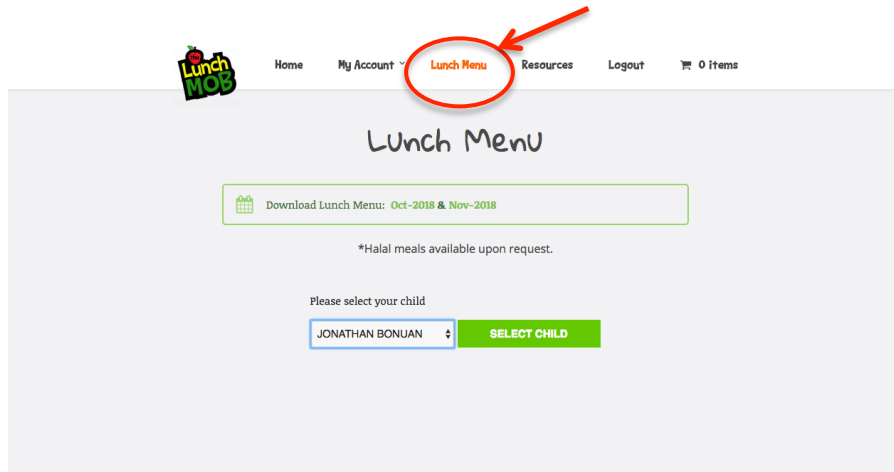 the
Lunch
MOB
Home My Account Lunch Menu Resources Logout 0 items
Lunch Menu
Download Lunch Menu: Oct-2018 & Nov-2018
*Halal meals available upon request.
Please select your child
JONATHAN BONUAN SELECT CHILD